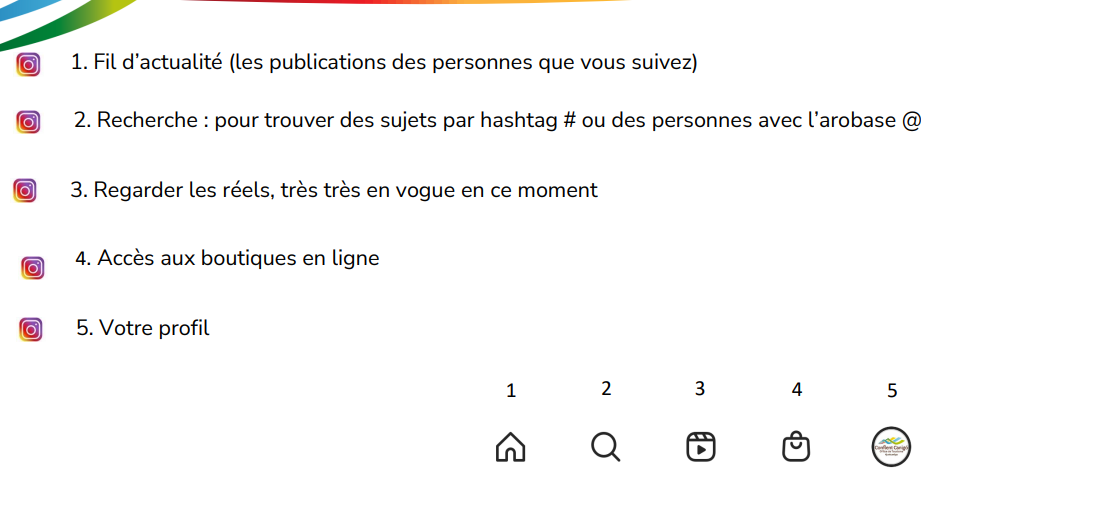 1. Fil d’actualité (les publications des personnes que vous suivez)
2. Recherche : pour trouver des sujets par hashtag # ou des personnes avec l’arobase @
3. Regarder les réels, très très en vogue en ce moment
4. Accès aux boutiques en ligne
5. Votre profil
1 2 3 4 5